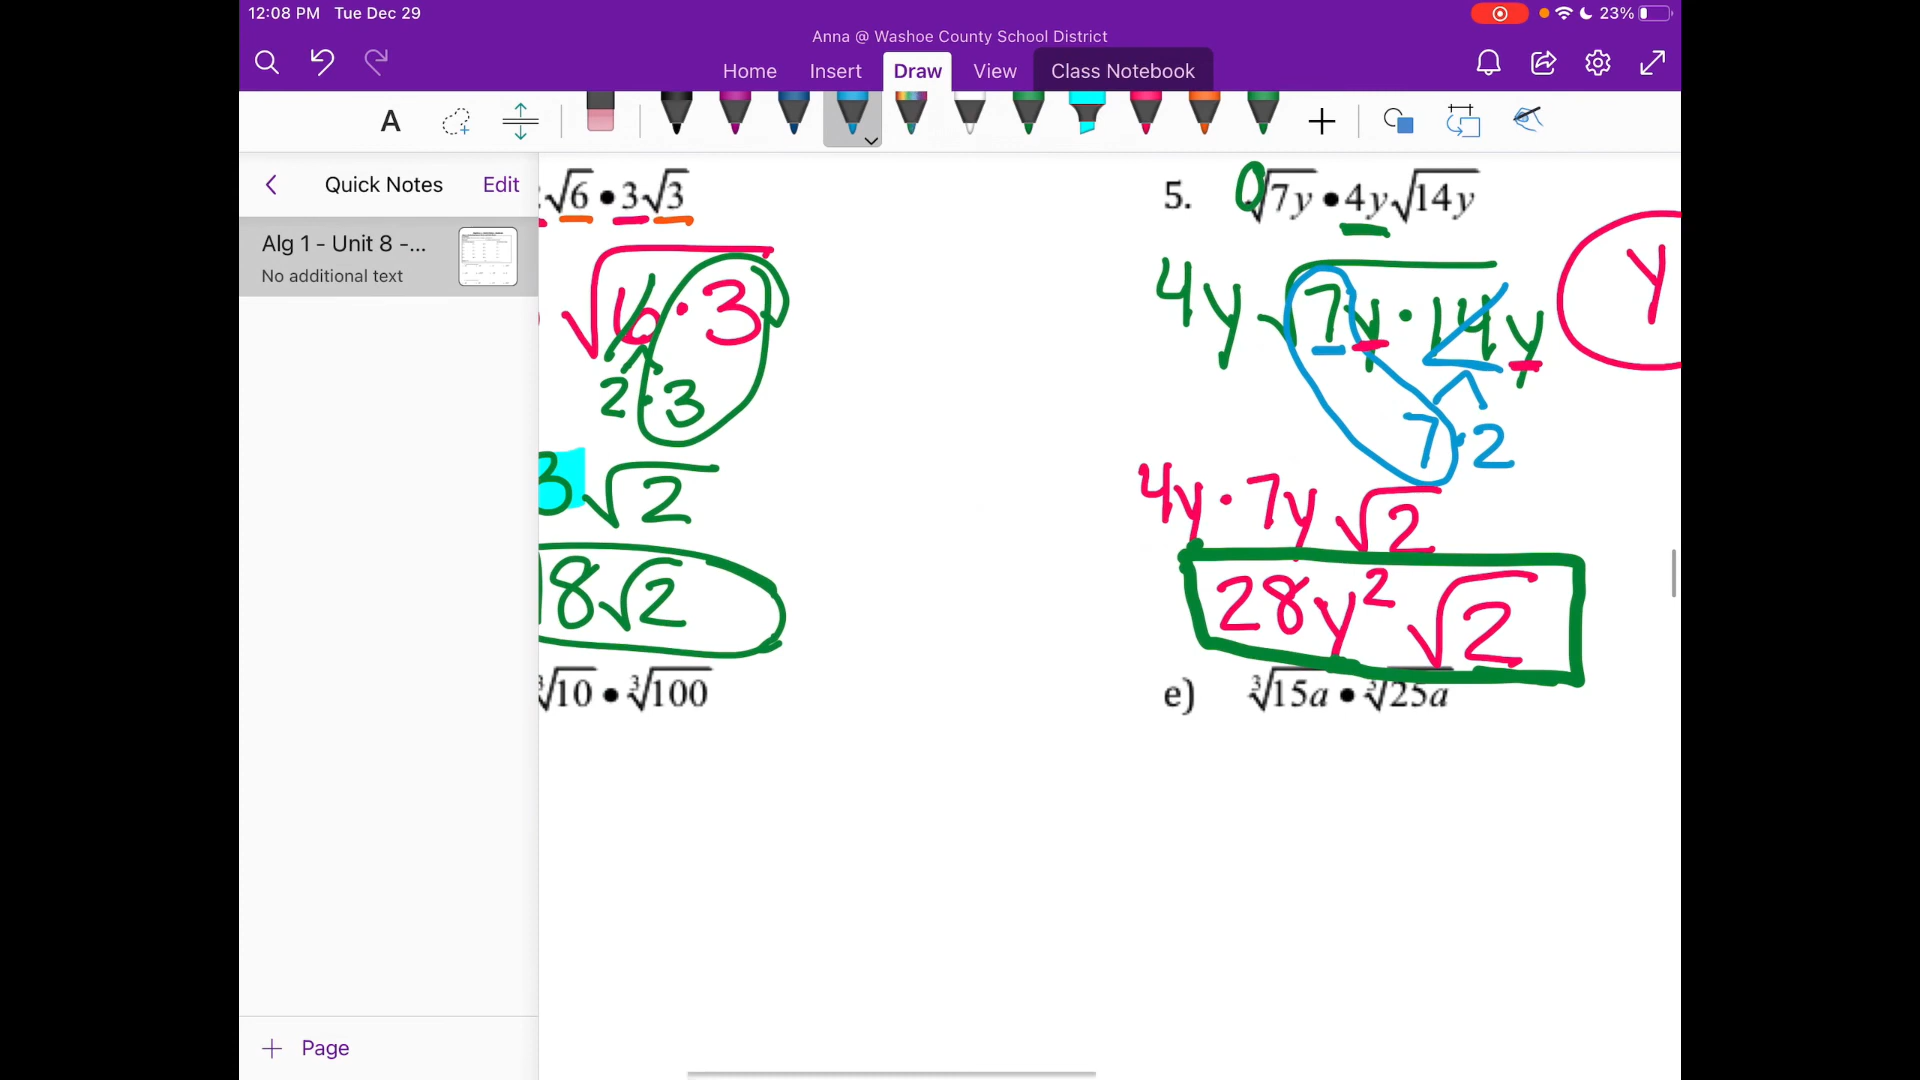 12:08 PM Tue Dec 29
23%
Anna @ Washoe County School District
Home Insert Draw View Class Notebook
A
Quick Notes Edit
Alg 1 - Unit 8 -...
No additional text
Page
√6 • 3√3
√6 · 3
2 · 3
3√2
18√2
∛10 • ∛100
5. √7y • 4y√14y
4y√7y · 14y
y
7 · 2
4y · 7y√2
28y²√2
e) ∛15a • ∛25a